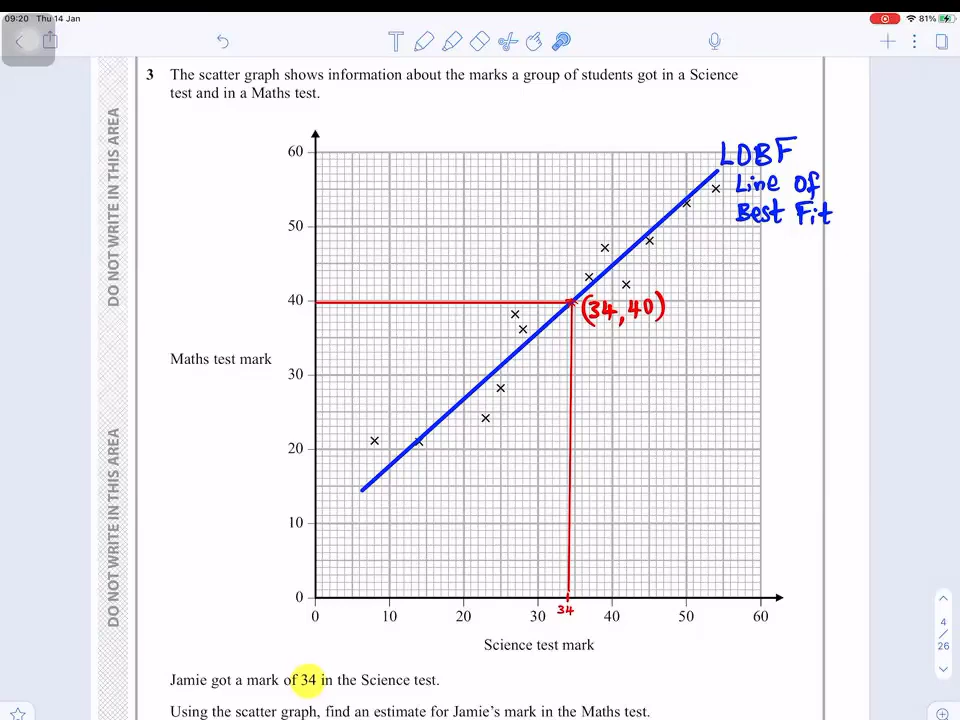 09:20 Thu 14 Jan
81%
3 The scatter graph shows information about the marks a group of students got in a Science
test and in a Maths test.
DO NOT WRITE IN THIS AREA
DO NOT WRITE IN THIS AREA
60
50
40
30
20
10
0
Maths test mark
LOBF
Line Of
Best Fit
(34,40)
0 10 20 30 34 40 50 60
Science test mark
Jamie got a mark of 34 in the Science test.
Using the scatter graph, find an estimate for Jamie's mark in the Maths test.
4
/
26